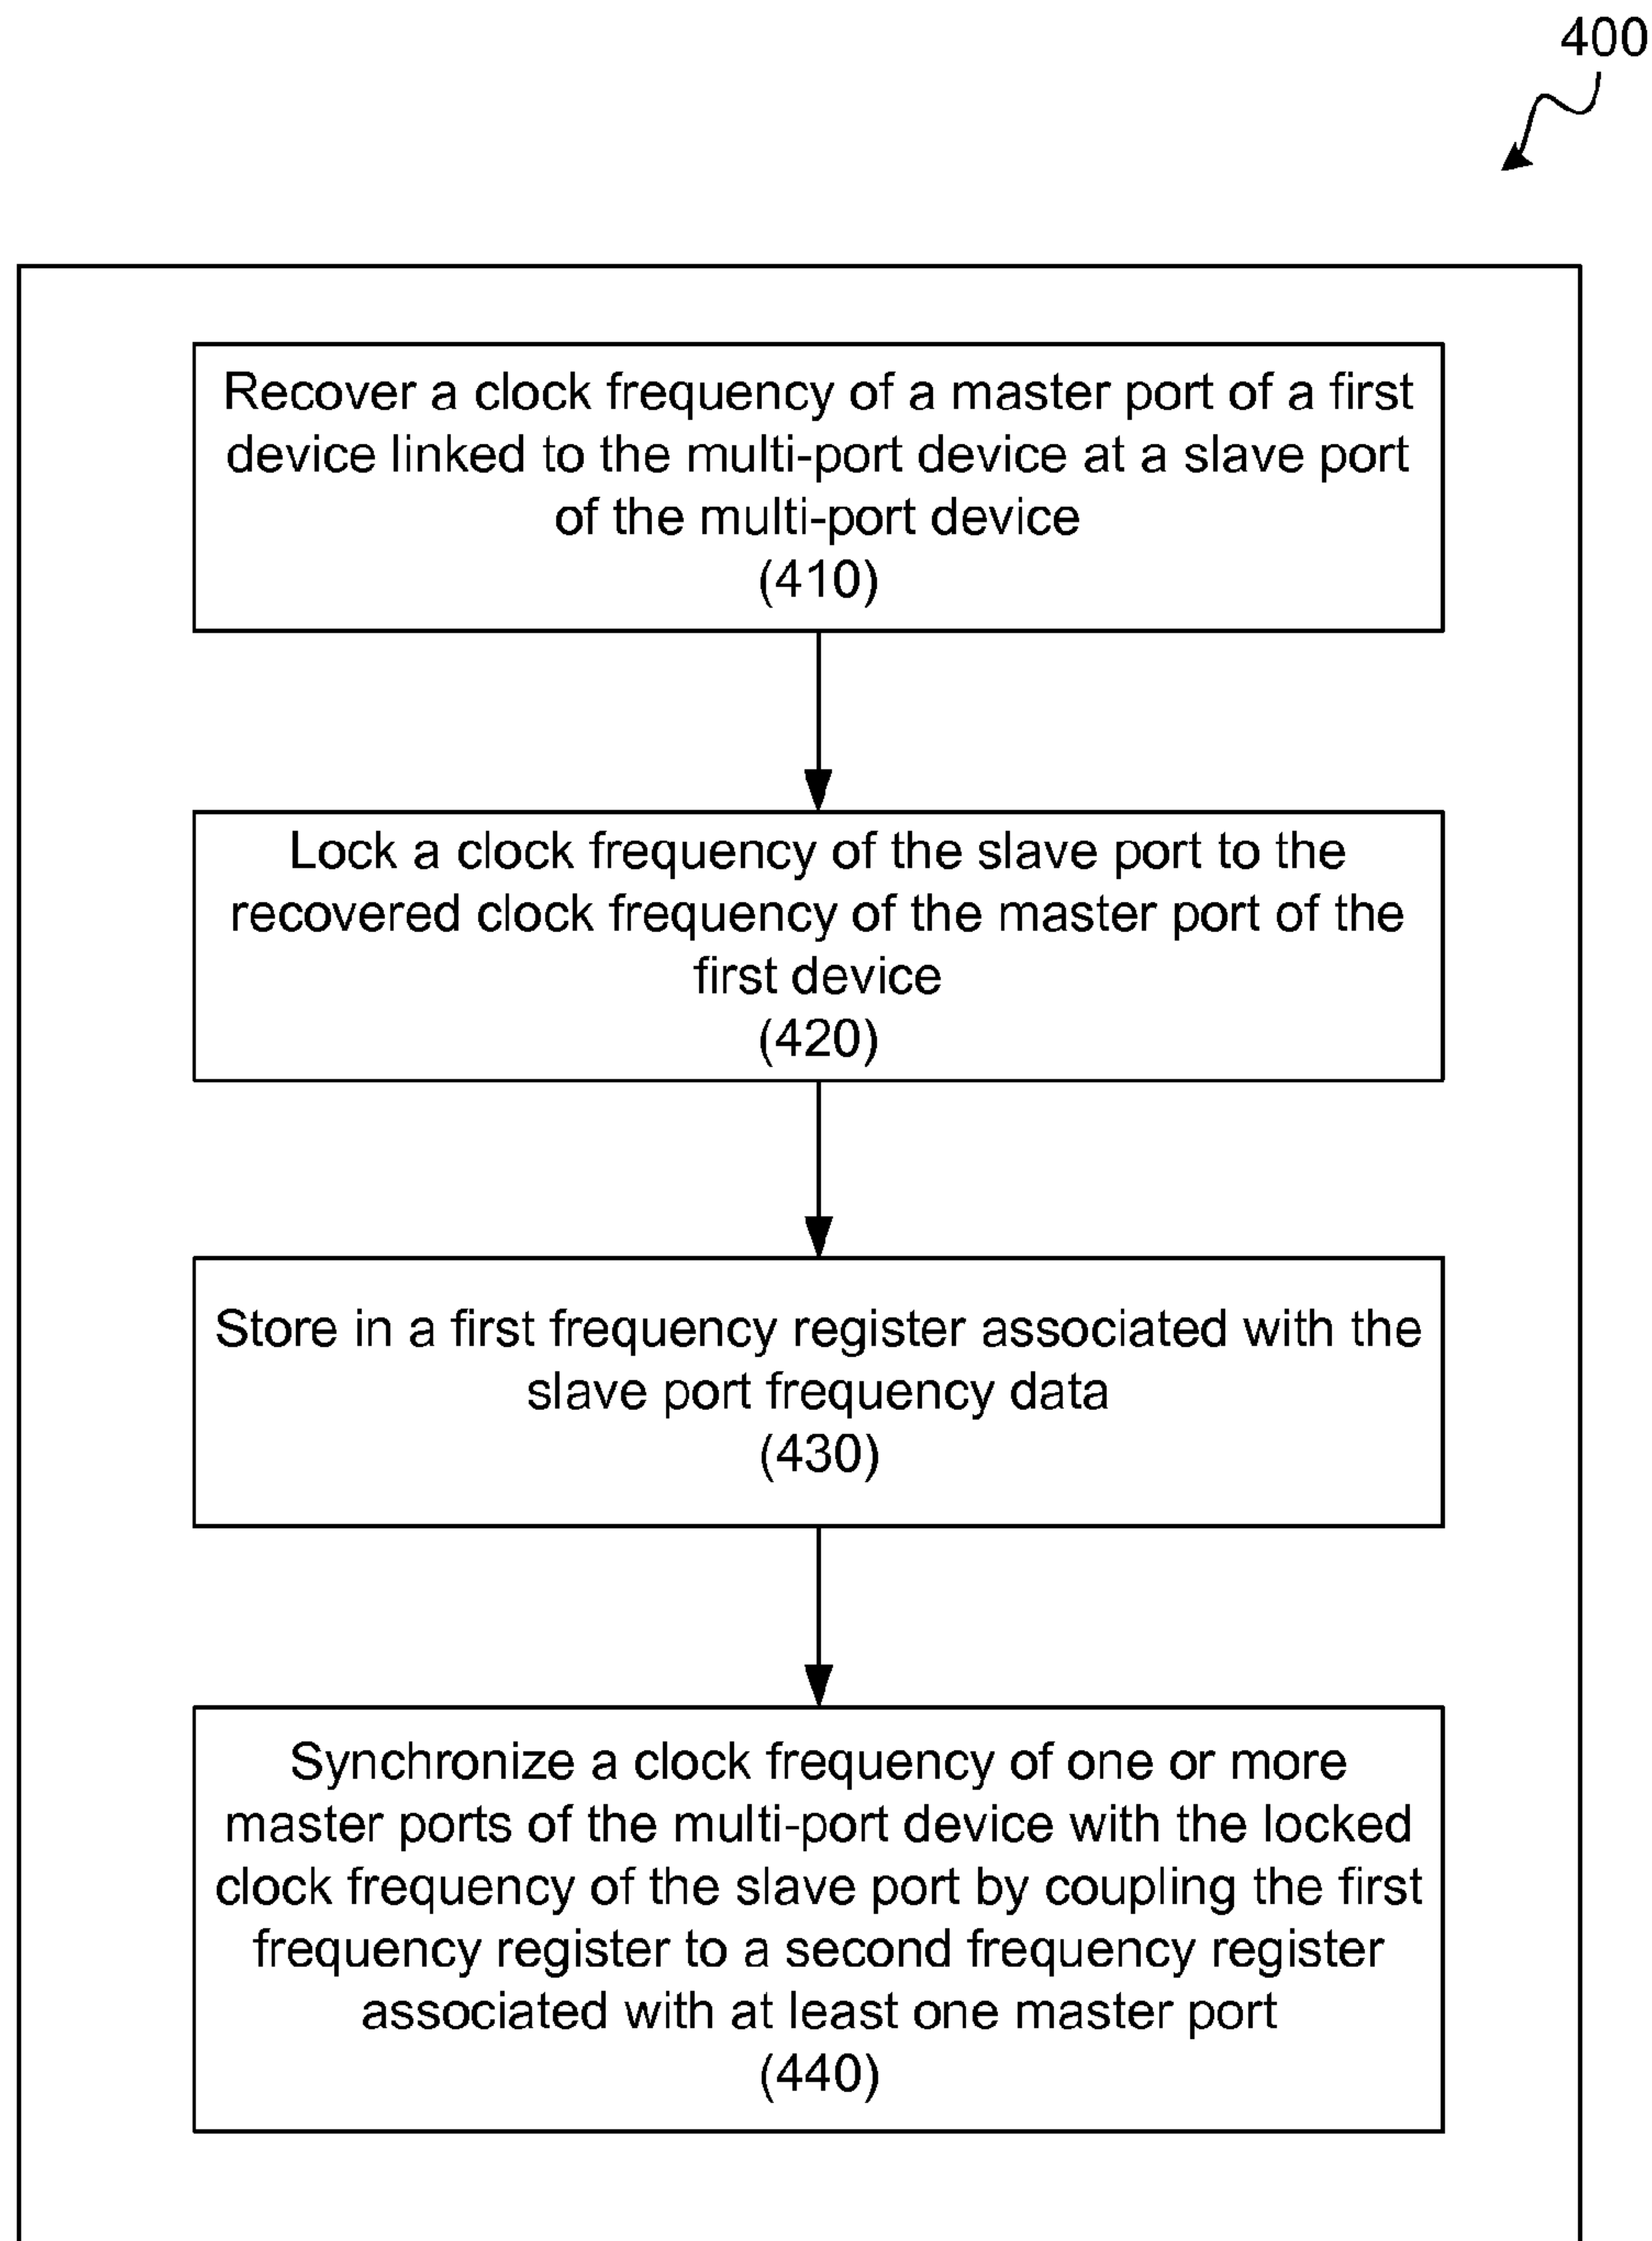 400
Recover a clock frequency of a master port of a first
device linked to the multi-port device at a slave port
of the multi-port device
(410)
Lock a clock frequency of the slave port to the
recovered clock frequency of the master port of the
first device
(420)
Store in a first frequency register associated with the
slave port frequency data
(430)
Synchronize a clock frequency of one or more
master ports of the multi-port device with the locked
clock frequency of the slave port by coupling the first
frequency register to a second frequency register
associated with at least one master port
(440)